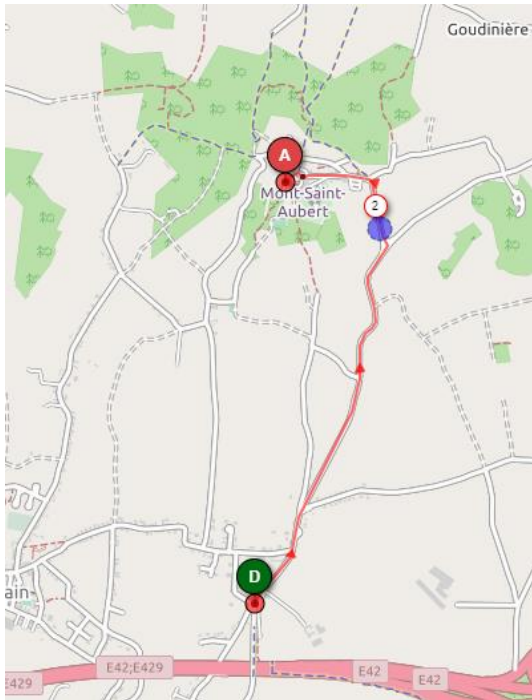 Goudinière
A
Mont-Saint-
Aubert
2
D
ain-
E429
E42;E429
E42
E42